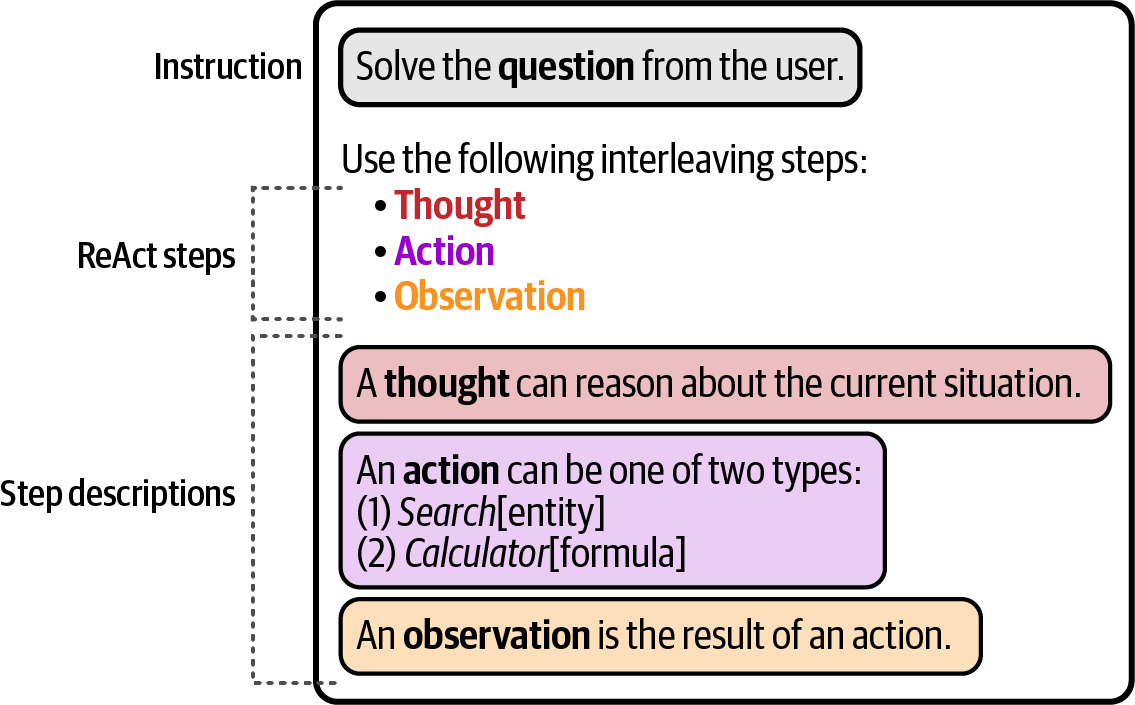 Instruction
Solve the question from the user.
Use the following interleaving steps:
ReAct steps
• Thought
• Action
• Observation
Step descriptions
A thought can reason about the current situation.
An action can be one of two types:
(1) Search[entity]
(2) Calculator[formula]
An observation is the result of an action.